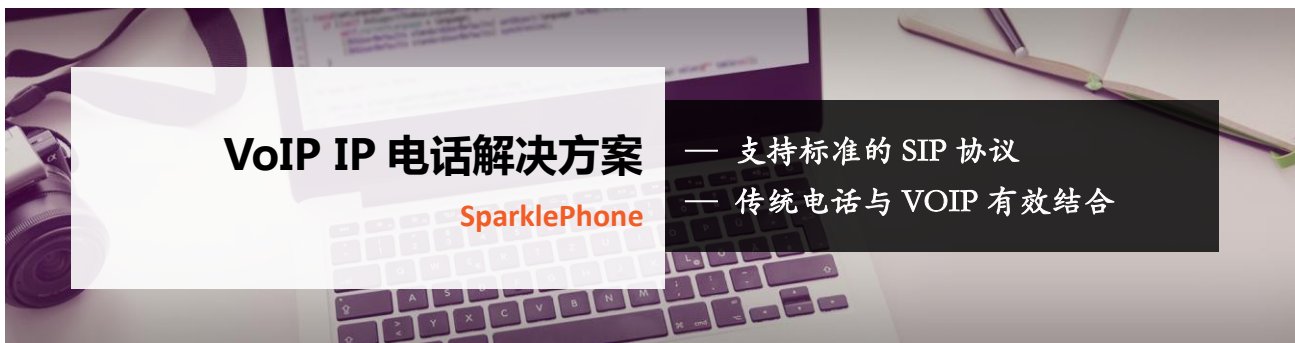 VoIP IP 电话解决方案
SparklePhone
— 支持标准的 SIP 协议
— 传统电话与 VOIP 有效结合